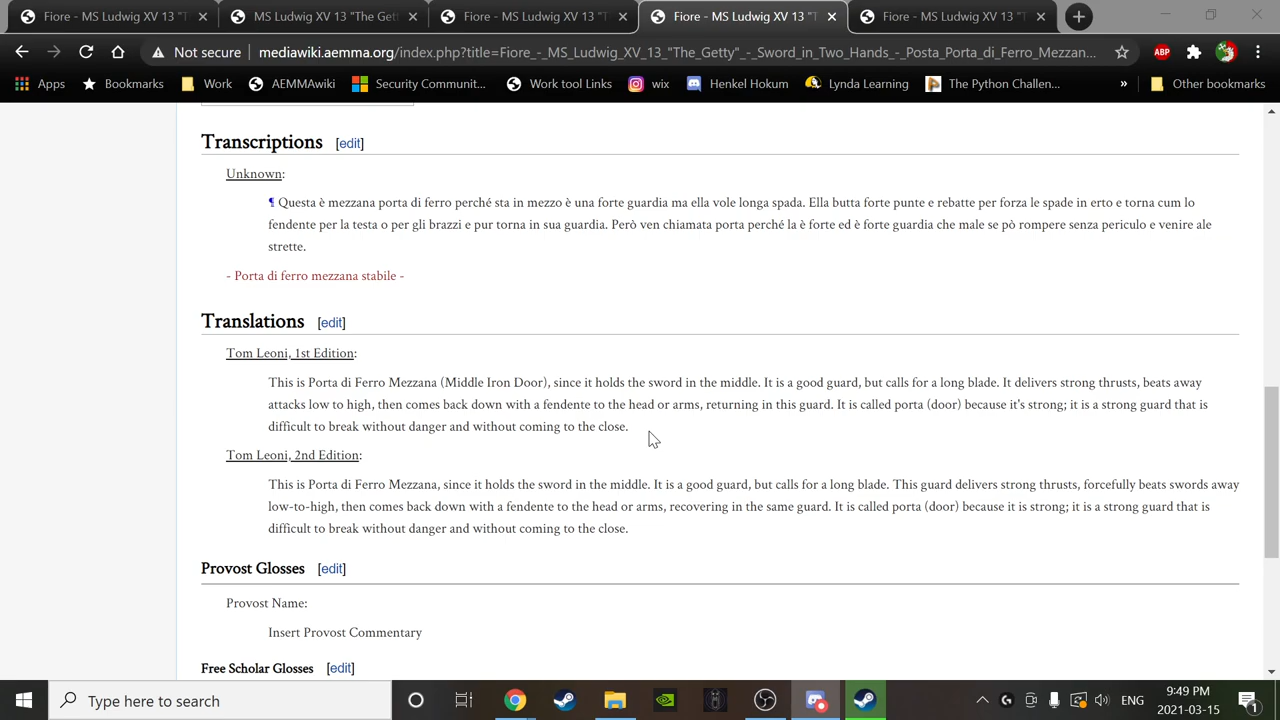 Fiore - MS Ludwig XV 13 "T
MS Ludwig XV 13 "The Gett
Fiore - MS Ludwig XV 13 "T
Fiore - MS Ludwig XV 13 "T
Fiore - MS Ludwig XV 13 "T
Not secure | mediawiki.aemma.org/index.php?title=Fiore_-_MS_Ludwig_XV_13_"The_Getty"_-_Sword_in_Two_Hands_-_Posta_Porta_di_Ferro_Mezzan... ABP
Apps Bookmarks Work AEMMAwiki Security Communit... Work tool Links wix Henkel Hokum Lynda Learning The Python Challen... » Other bookmarks
Transcriptions [edit]
Unknown:
¶ Questa è mezzana porta di ferro perché sta in mezzo è una forte guardia ma ella vole longa spada. Ella butta forte punte e rebatte per forza le spade in erto e torna cum lo
fendente per la testa o per gli brazzi e pur torna in sua guardia. Però ven chiamata porta perché la è forte ed è forte guardia che male se pò rompere senza periculo e venire ale
strette.
- Porta di ferro mezzana stabile -
Translations [edit]
Tom Leoni, 1st Edition:
This is Porta di Ferro Mezzana (Middle Iron Door), since it holds the sword in the middle. It is a good guard, but calls for a long blade. It delivers strong thrusts, beats away
attacks low to high, then comes back down with a fendente to the head or arms, returning in this guard. It is called porta (door) because it's strong; it is a strong guard that is
difficult to break without danger and without coming to the close.
Tom Leoni, 2nd Edition:
This is Porta di Ferro Mezzana, since it holds the sword in the middle. It is a good guard, but calls for a long blade. This guard delivers strong thrusts, forcefully beats swords away
low-to-high, then comes back down with a fendente to the head or arms, recovering in the same guard. It is called porta (door) because it is strong; it is a strong guard that is
difficult to break without danger and without coming to the close.
Provost Glosses [edit]
Provost Name:
Insert Provost Commentary
Free Scholar Glosses [edit]
Type here to search
ENG
9:49 PM
2021-03-15
1